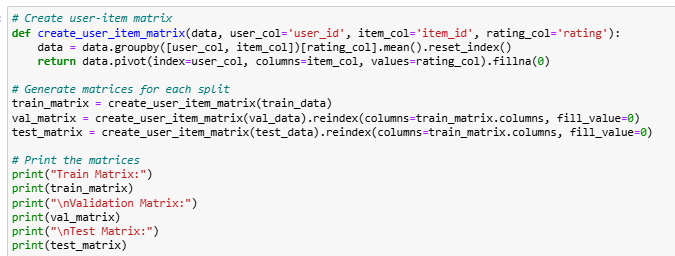 # Create user-item matrix
def create_user_item_matrix(data, user_col='user_id', item_col='item_id', rating_col='rating'):
    data = data.groupby([user_col, item_col])[rating_col].mean().reset_index()
    return data.pivot(index=user_col, columns=item_col, values=rating_col).fillna(0)

# Generate matrices for each split
train_matrix = create_user_item_matrix(train_data)
val_matrix = create_user_item_matrix(val_data).reindex(columns=train_matrix.columns, fill_value=0)
test_matrix = create_user_item_matrix(test_data).reindex(columns=train_matrix.columns, fill_value=0)

# Print the matrices
print("Train Matrix:")
print(train_matrix)
print("\nValidation Matrix:")
print(val_matrix)
print("\nTest Matrix:")
print(test_matrix)